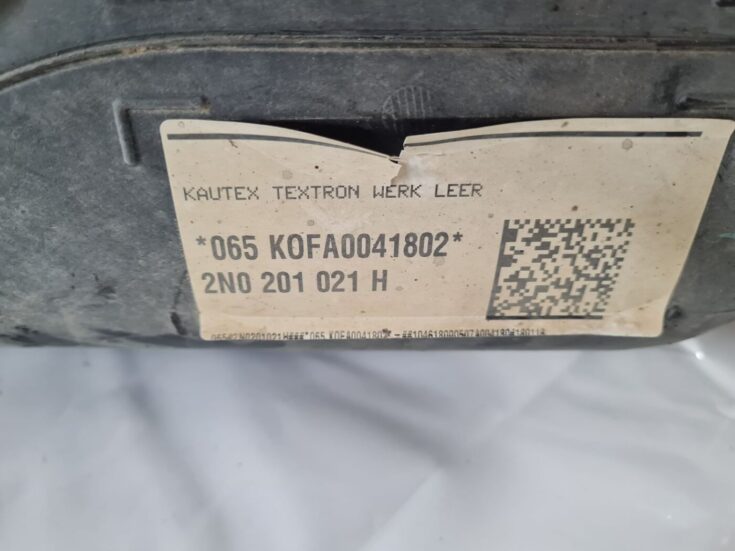 KAUTEX TEXTRON WERK LEER
*065 KOFA0041802*
2N0 201 021 H